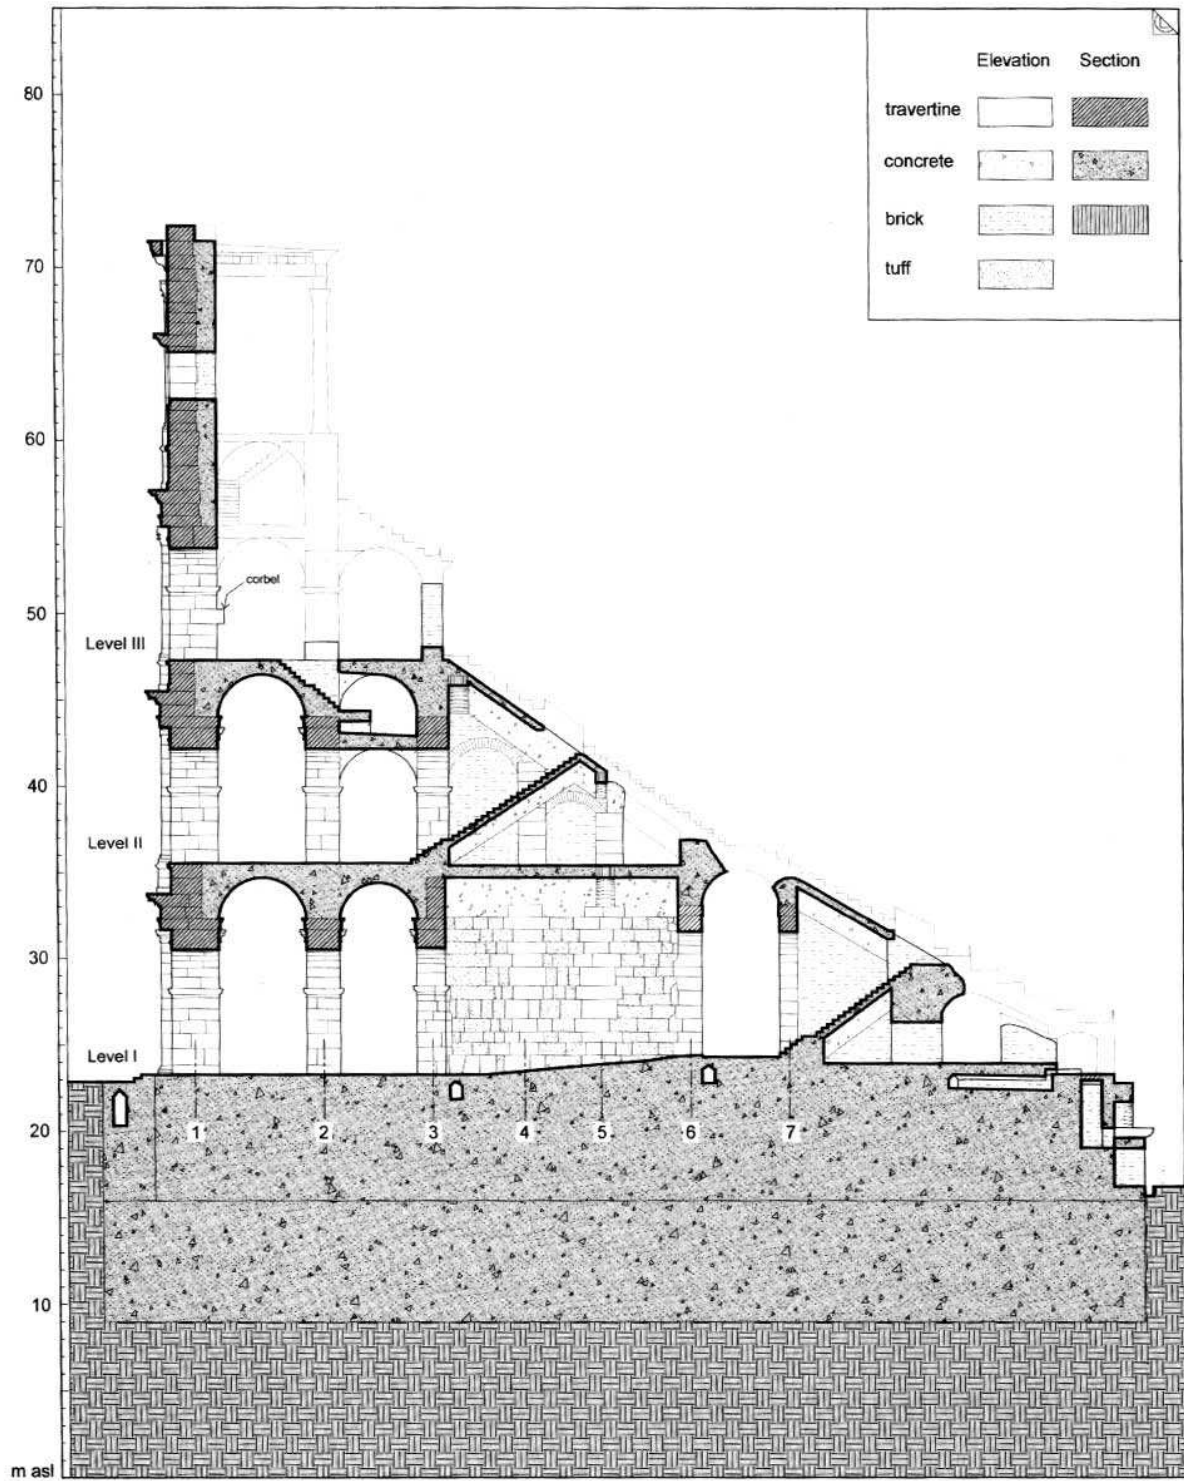 Elevation Section
travertine
concrete
brick
tuff
80
70
60
50
40
30
20
10
m asl
corbel
Level III
Level II
Level I
1 2 3 4 5 6 7